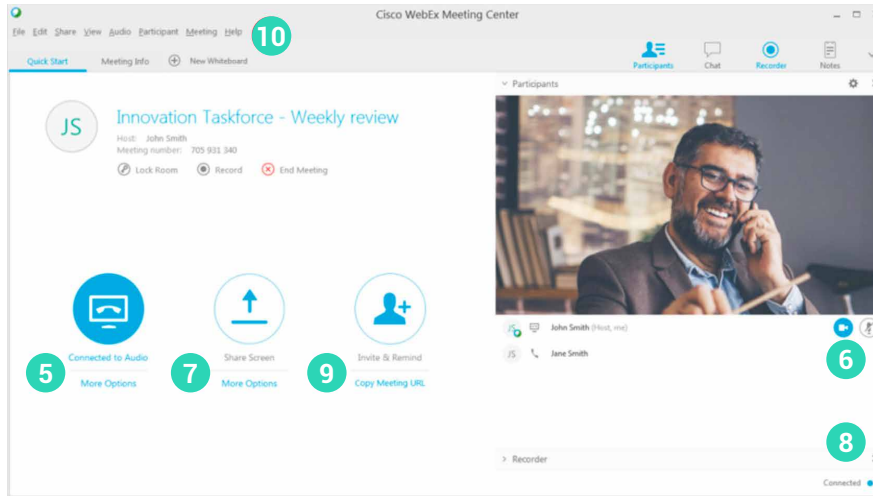 Cisco WebEx Meeting Center
File Edit Share View Audio Participant Meeting Help
10
Quick Start Meeting Info New Whiteboard
Participants Chat Recorder Notes
Participants
JS
Innovation Taskforce - Weekly review
Host: John Smith
Meeting number: 705 931 340
Lock Room Record End Meeting
JS John Smith (Host, me)
JS Jane Smith
Connected to Audio Share Screen Invite & Remind
5 7 9 6
More Options More Options Copy Meeting URL
8
Recorder
Connected